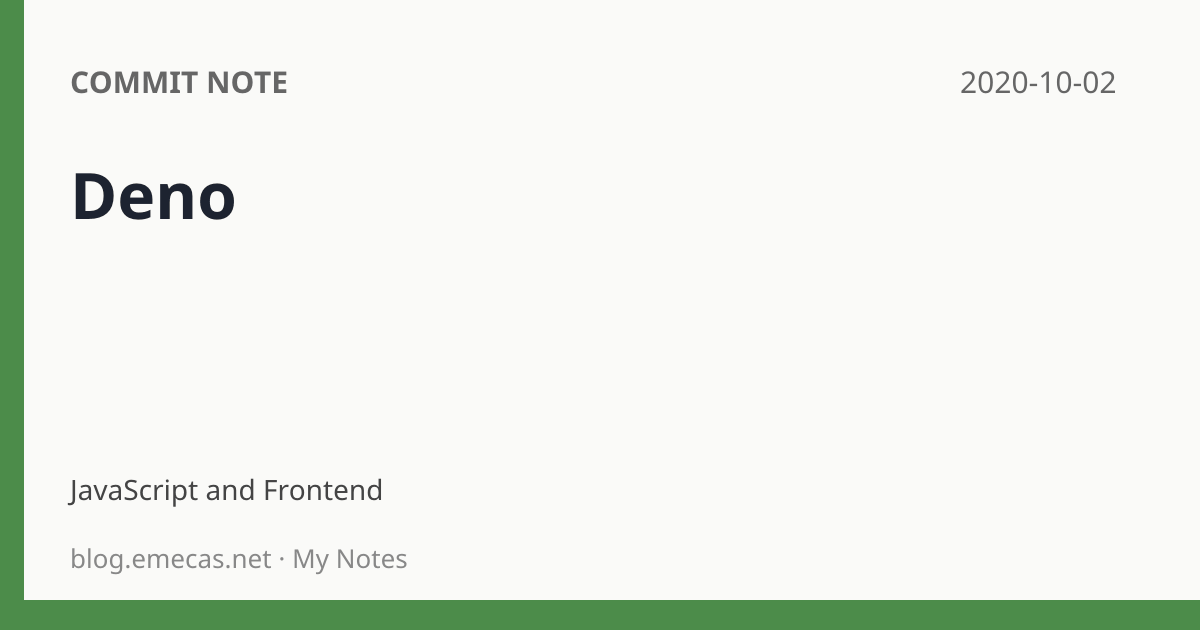 COMMIT NOTE 2020-10-02
Deno
JavaScript and Frontend
blog.emecas.net · My Notes